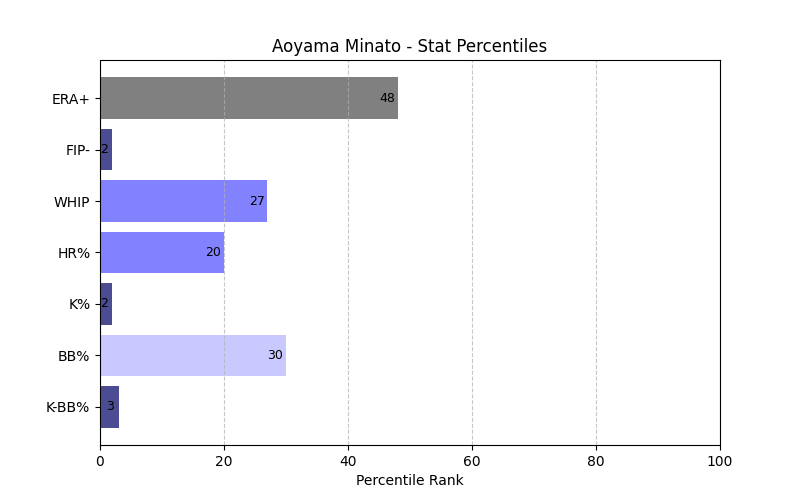 Aoyama Minato - Stat Percentiles
ERA+ 48
FIP- 2
WHIP 27
HR% 20
K% 2
BB% 30
K-BB% 3
0 20 40 60 80 100
Percentile Rank